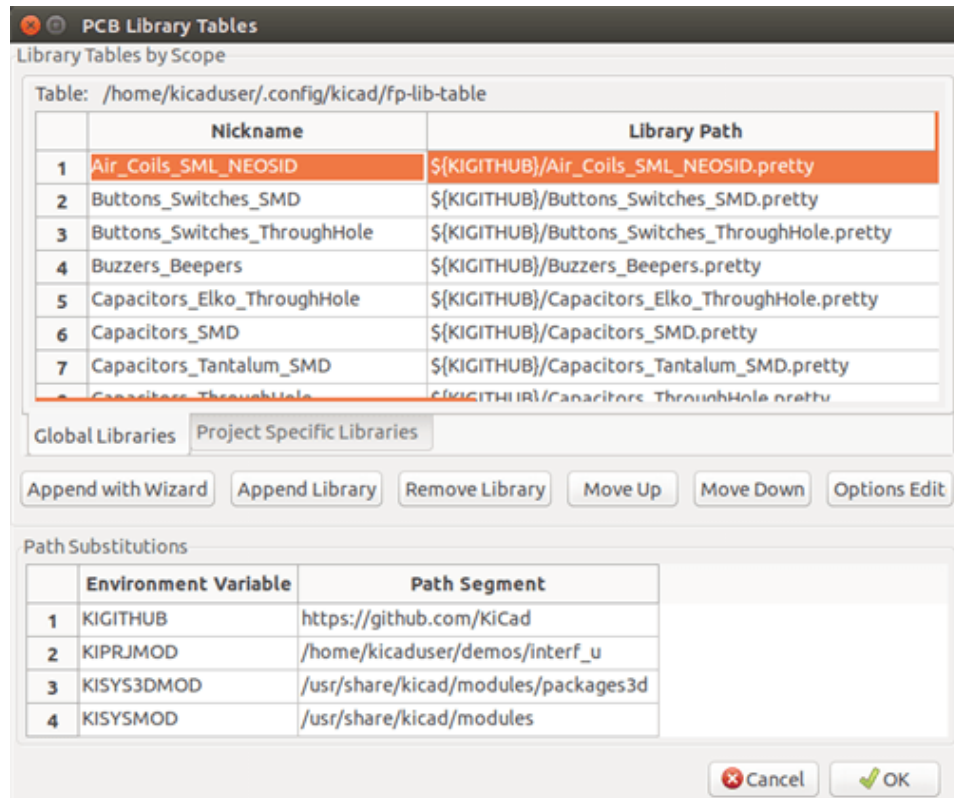 PCB Library Tables
Library Tables by Scope
Table: /home/kicaduser/.config/kicad/fp-lib-table
Nickname Library Path
1 Air_Coils_SML_NEOSID ${KIGITHUB}/Air_Coils_SML_NEOSID.pretty
2 Buttons_Switches_SMD ${KIGITHUB}/Buttons_Switches_SMD.pretty
3 Buttons_Switches_ThroughHole ${KIGITHUB}/Buttons_Switches_ThroughHole.pretty
4 Buzzers_Beepers ${KIGITHUB}/Buzzers_Beepers.pretty
5 Capacitors_Elko_ThroughHole ${KIGITHUB}/Capacitors_Elko_ThroughHole.pretty
6 Capacitors_SMD ${KIGITHUB}/Capacitors_SMD.pretty
7 Capacitors_Tantalum_SMD ${KIGITHUB}/Capacitors_Tantalum_SMD.pretty
Capacitors_ThroughHole ${KIGITHUB}/Capacitors_ThroughHole.pretty
Global Libraries Project Specific Libraries
Append with Wizard Append Library Remove Library Move Up Move Down Options Edit
Path Substitutions
Environment Variable Path Segment
1 KIGITHUB https://github.com/KiCad
2 KIPRJMOD /home/kicaduser/demos/interf_u
3 KISYS3DMOD /usr/share/kicad/modules/packages3d
4 KISYSMOD /usr/share/kicad/modules
Cancel OK